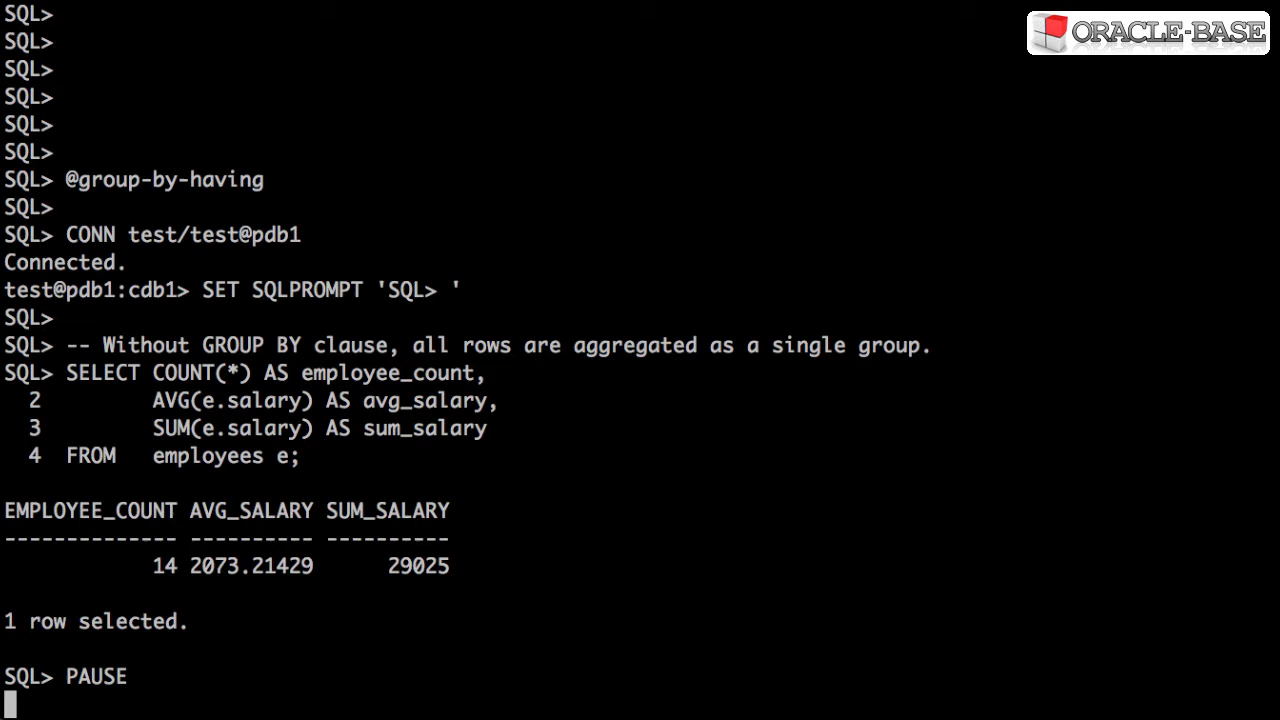 SQL>
ORACLE-BASE
SQL>
SQL>
SQL>
SQL>
SQL>
SQL> @group-by-having
SQL>
SQL> CONN test/test@pdb1
Connected.
test@pdb1:cdb1> SET SQLPROMPT 'SQL> '
SQL>
SQL> -- Without GROUP BY clause, all rows are aggregated as a single group.
SQL> SELECT COUNT(*) AS employee_count,
  2         AVG(e.salary) AS avg_salary,
  3         SUM(e.salary) AS sum_salary
  4  FROM   employees e;
EMPLOYEE_COUNT AVG_SALARY SUM_SALARY
-------------- ---------- ----------
            14 2073.21429      29025
1 row selected.
SQL> PAUSE